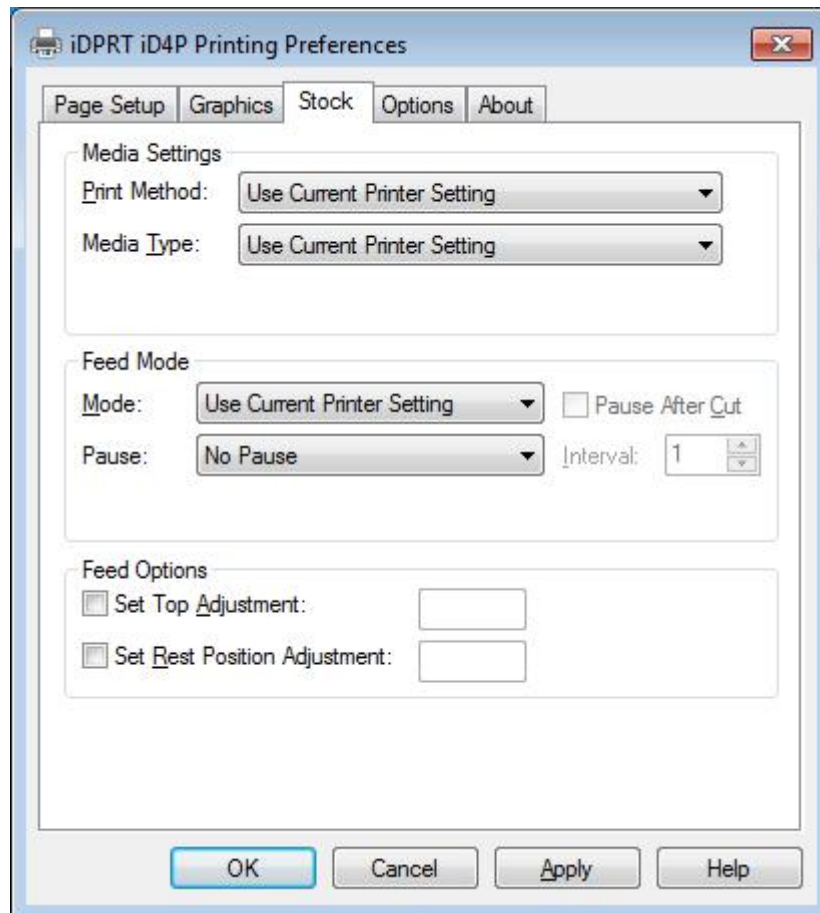 iDPRT iD4P Printing Preferences
Page Setup Graphics Stock Options About
Media Settings
Print Method: Use Current Printer Setting
Media Type: Use Current Printer Setting
Feed Mode
Mode: Use Current Printer Setting Pause After Cut
Pause: No Pause Interval: 1
Feed Options
Set Top Adjustment:
Set Rest Position Adjustment:
OK Cancel Apply Help